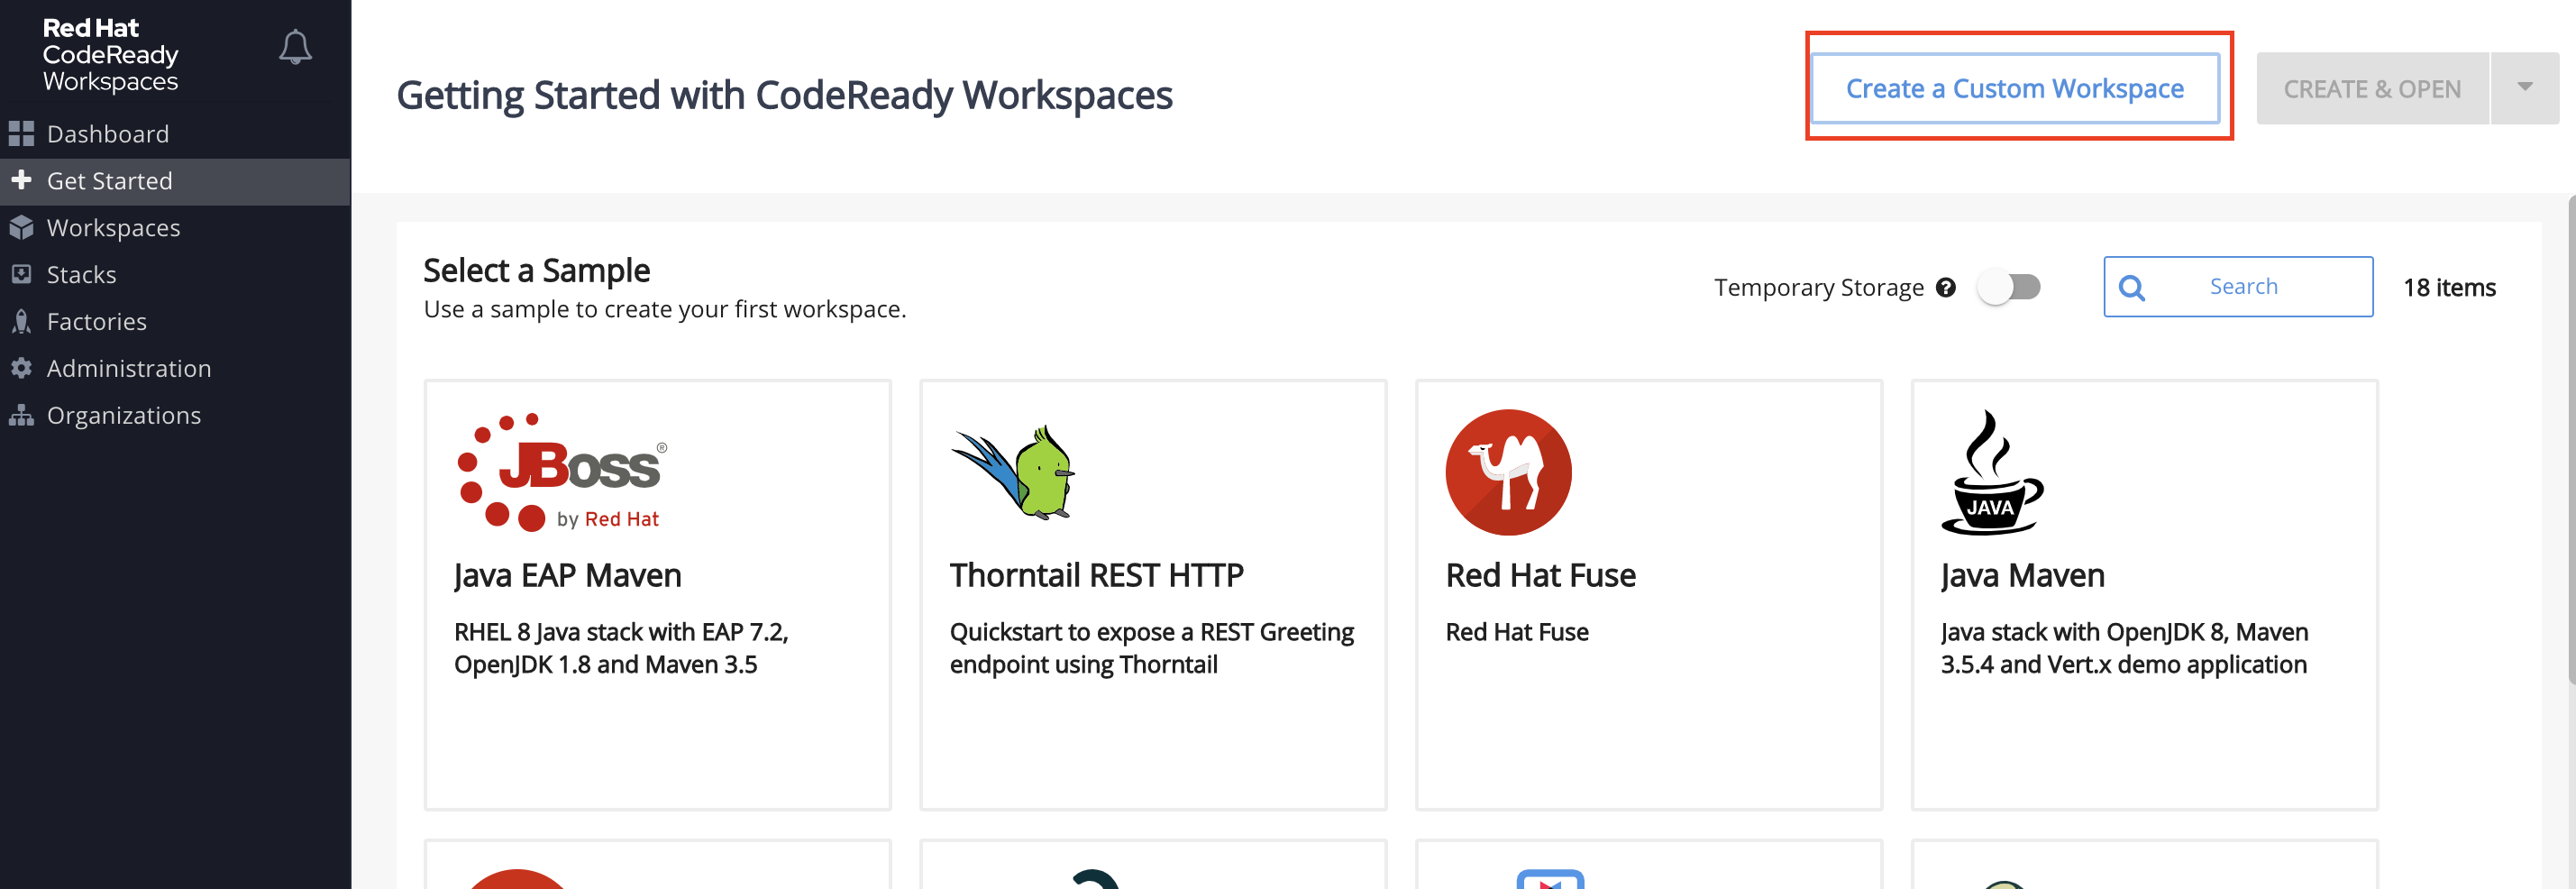 Red Hat
CodeReady
Workspaces
Dashboard
Get Started
Workspaces
Stacks
Factories
Administration
Organizations
Getting Started with CodeReady Workspaces
Create a Custom Workspace
CREATE & OPEN
Select a Sample
Use a sample to create your first workspace.
Temporary Storage ?
Search
18 items
JBoss®
by Red Hat
Java EAP Maven
RHEL 8 Java stack with EAP 7.2,
OpenJDK 1.8 and Maven 3.5
Thorntail REST HTTP
Quickstart to expose a REST Greeting
endpoint using Thorntail
Red Hat Fuse
Red Hat Fuse
JAVA
Java Maven
Java stack with OpenJDK 8, Maven
3.5.4 and Vert.x demo application